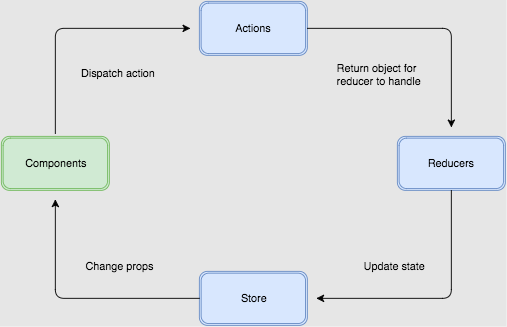 Actions
Dispatch action
Return object for
reducer to handle
Components
Reducers
Change props
Update state
Store